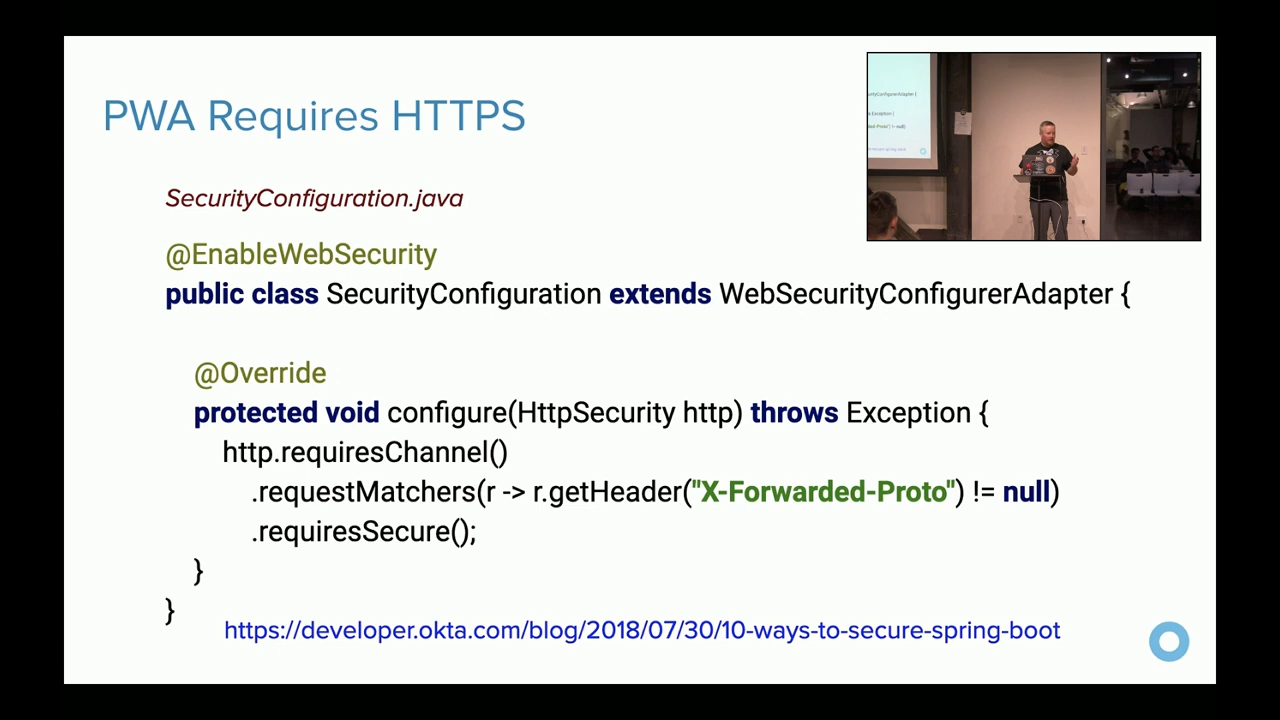 PWA Requires HTTPS
SecurityConfiguration.java
@EnableWebSecurity
public class SecurityConfiguration extends WebSecurityConfigurerAdapter {
@Override
protected void configure(HttpSecurity http) throws Exception {
http.requiresChannel()
.requestMatchers(r -> r.getHeader("X-Forwarded-Proto") != null)
.requiresSecure();
}
}
https://developer.okta.com/blog/2018/07/30/10-ways-to-secure-spring-boot